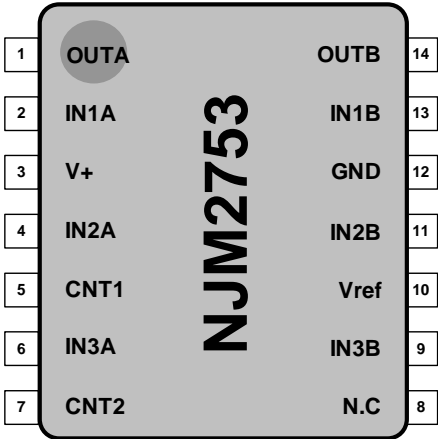 1 OUTA OUTB 14
2 IN1A IN1B 13
3 V+ GND 12
4 IN2A IN2B 11
5 CNT1 Vref 10
6 IN3A IN3B 9
7 CNT2 N.C 8
NJM2753